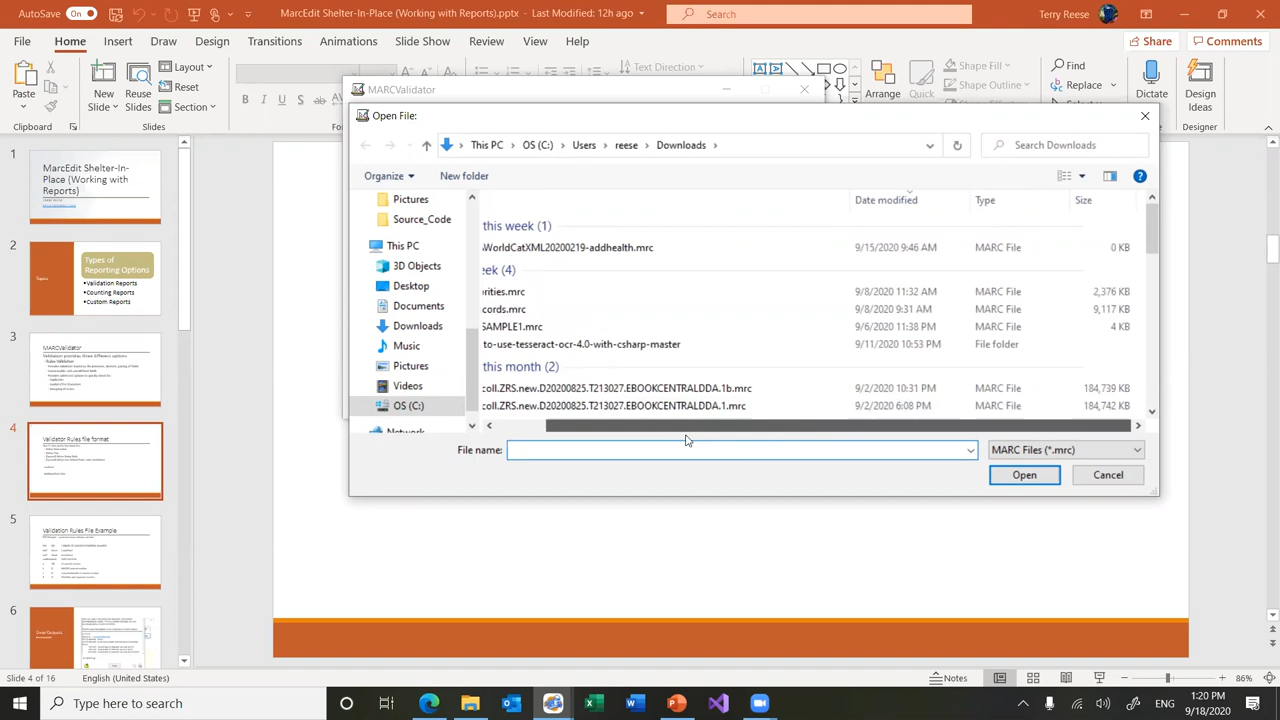 AutoSave On
MarcEdit Shelter-In-Place (Working with Reports).pptx - Last Modified: 12h ago
Search
Terry Reese
File Home Insert Draw Design Transitions Animations Slide Show Review View Help
Share Comments
Paste
Clipboard
New Slide
Reuse Slides
Layout
Reset
Section
Slides
B I U S ab
Text Direction
Arrange
Quick
Shape Fill
Shape Outline
Find
Replace
Dictate
Design Ideas
Voice
Designer
MARCValidator
Open File:
This PC > OS (C:) > Users > reese > Downloads >
Search Downloads
Organize New folder
Pictures
Source_Code
This PC
3D Objects
Desktop
Documents
Downloads
Music
Pictures
Videos
OS (C:)
Network
Date modified Type Size
this week (1)
WorldCatXML20200219-addhealth.mrc 9/15/2020 9:46 AM MARC File 0 KB
eek (4)
rities.mrc 9/8/2020 11:32 AM MARC File 2,376 KB
cords.mrc 9/8/2020 9:31 AM MARC File 9,117 KB
SAMPLE1.mrc 9/6/2020 11:38 PM MARC File 4 KB
to-use-tesseract-ocr-4.0-with-csharp-master 9/11/2020 10:53 PM File folder
this month (2)
coll.ZRS.new.D20200825.T213027.EBOOKCENTRALDDA.1b.mrc 9/2/2020 10:31 PM MARC File 184,739 KB
coll.ZRS.new.D20200825.T213027.EBOOKCENTRALDDA.1.mrc 9/2/2020 6:08 PM MARC File 184,742 KB
File name:
MARC Files (*.mrc)
Open Cancel
1
MarcEdit Shelter-In-Place (Working with Reports)
2
Topics
Types of Reporting Options
•Validation Reports
•Counting Reports
•Custom Reports
3
MARCValidator
4
Validator Rules file format
5
Validation Rules File Example
6
Slide 4 of 16 English (United States)
Notes
86%
Type here to search
ENG
1:20 PM
9/18/2020